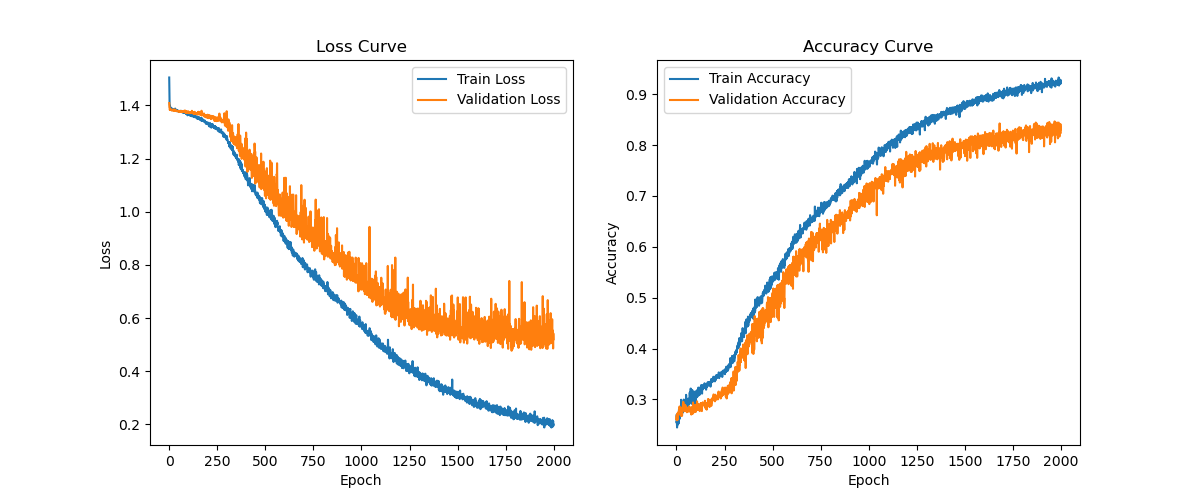 Loss Curve
Train Loss
Validation Loss
Loss
1.4
1.2
1.0
0.8
0.6
0.4
0.2
0 250 500 750 1000 1250 1500 1750 2000
Epoch
Accuracy Curve
Train Accuracy
Validation Accuracy
Accuracy
0.9
0.8
0.7
0.6
0.5
0.4
0.3
0 250 500 750 1000 1250 1500 1750 2000
Epoch